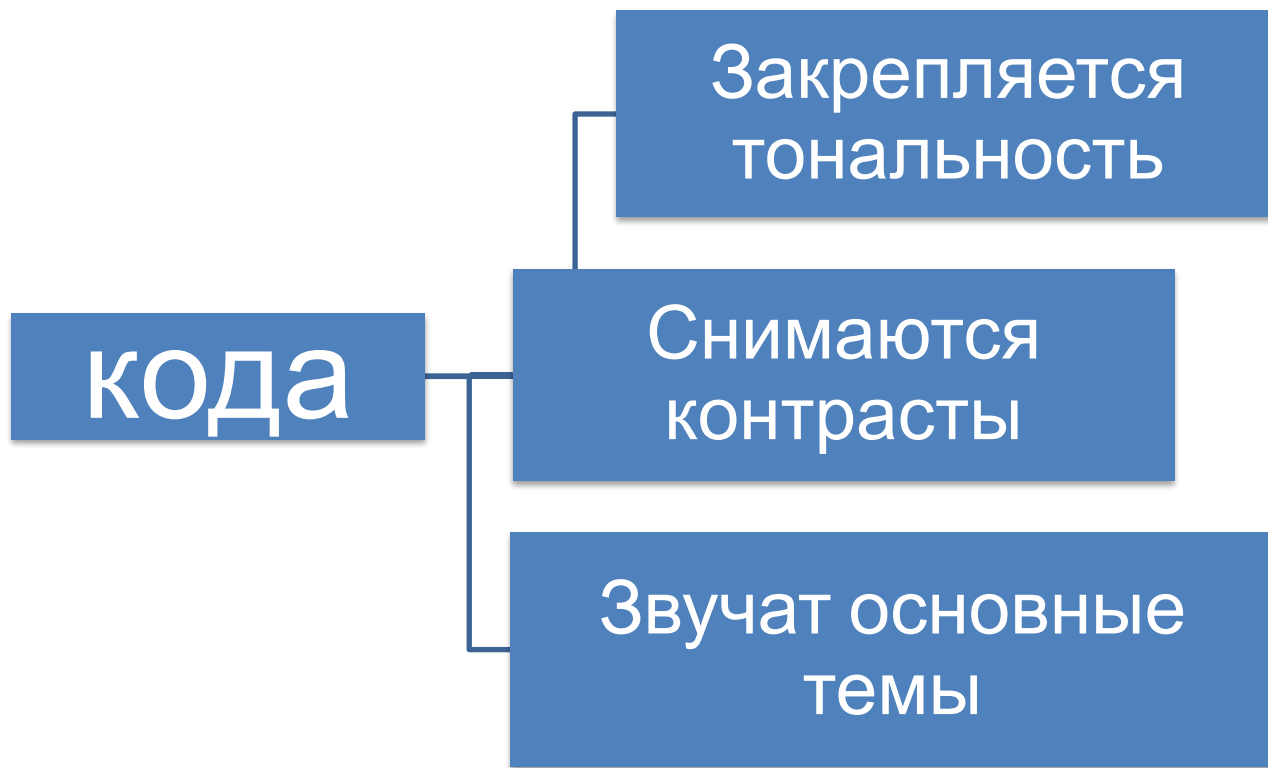 Закрепляется
тональность
кода
Снимаются
контрасты
Звучат основные
темы